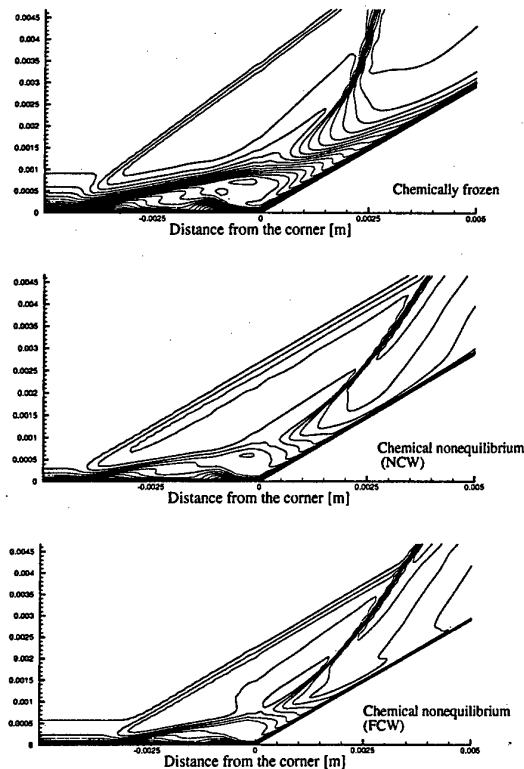 0.0045
0.004
0.0035
0.003
0.0025
0.002
0.0015
0.001
0.0005
0
Chemically frozen
-0.0025 0 0.0025 0.005
Distance from the corner [m]
0.0045
0.004
0.0035
0.003
0.0025
0.002
0.0015
0.001
0.0005
0
Chemical nonequilibrium
(NCW)
-0.0025 0 0.0025 0.005
Distance from the corner [m]
0.0045
0.004
0.0035
0.003
0.0025
0.002
0.0015
0.001
0.0005
0
Chemical nonequilibrium
(FCW)
-0.0025 0 0.0025 0.005
Distance from the corner [m]